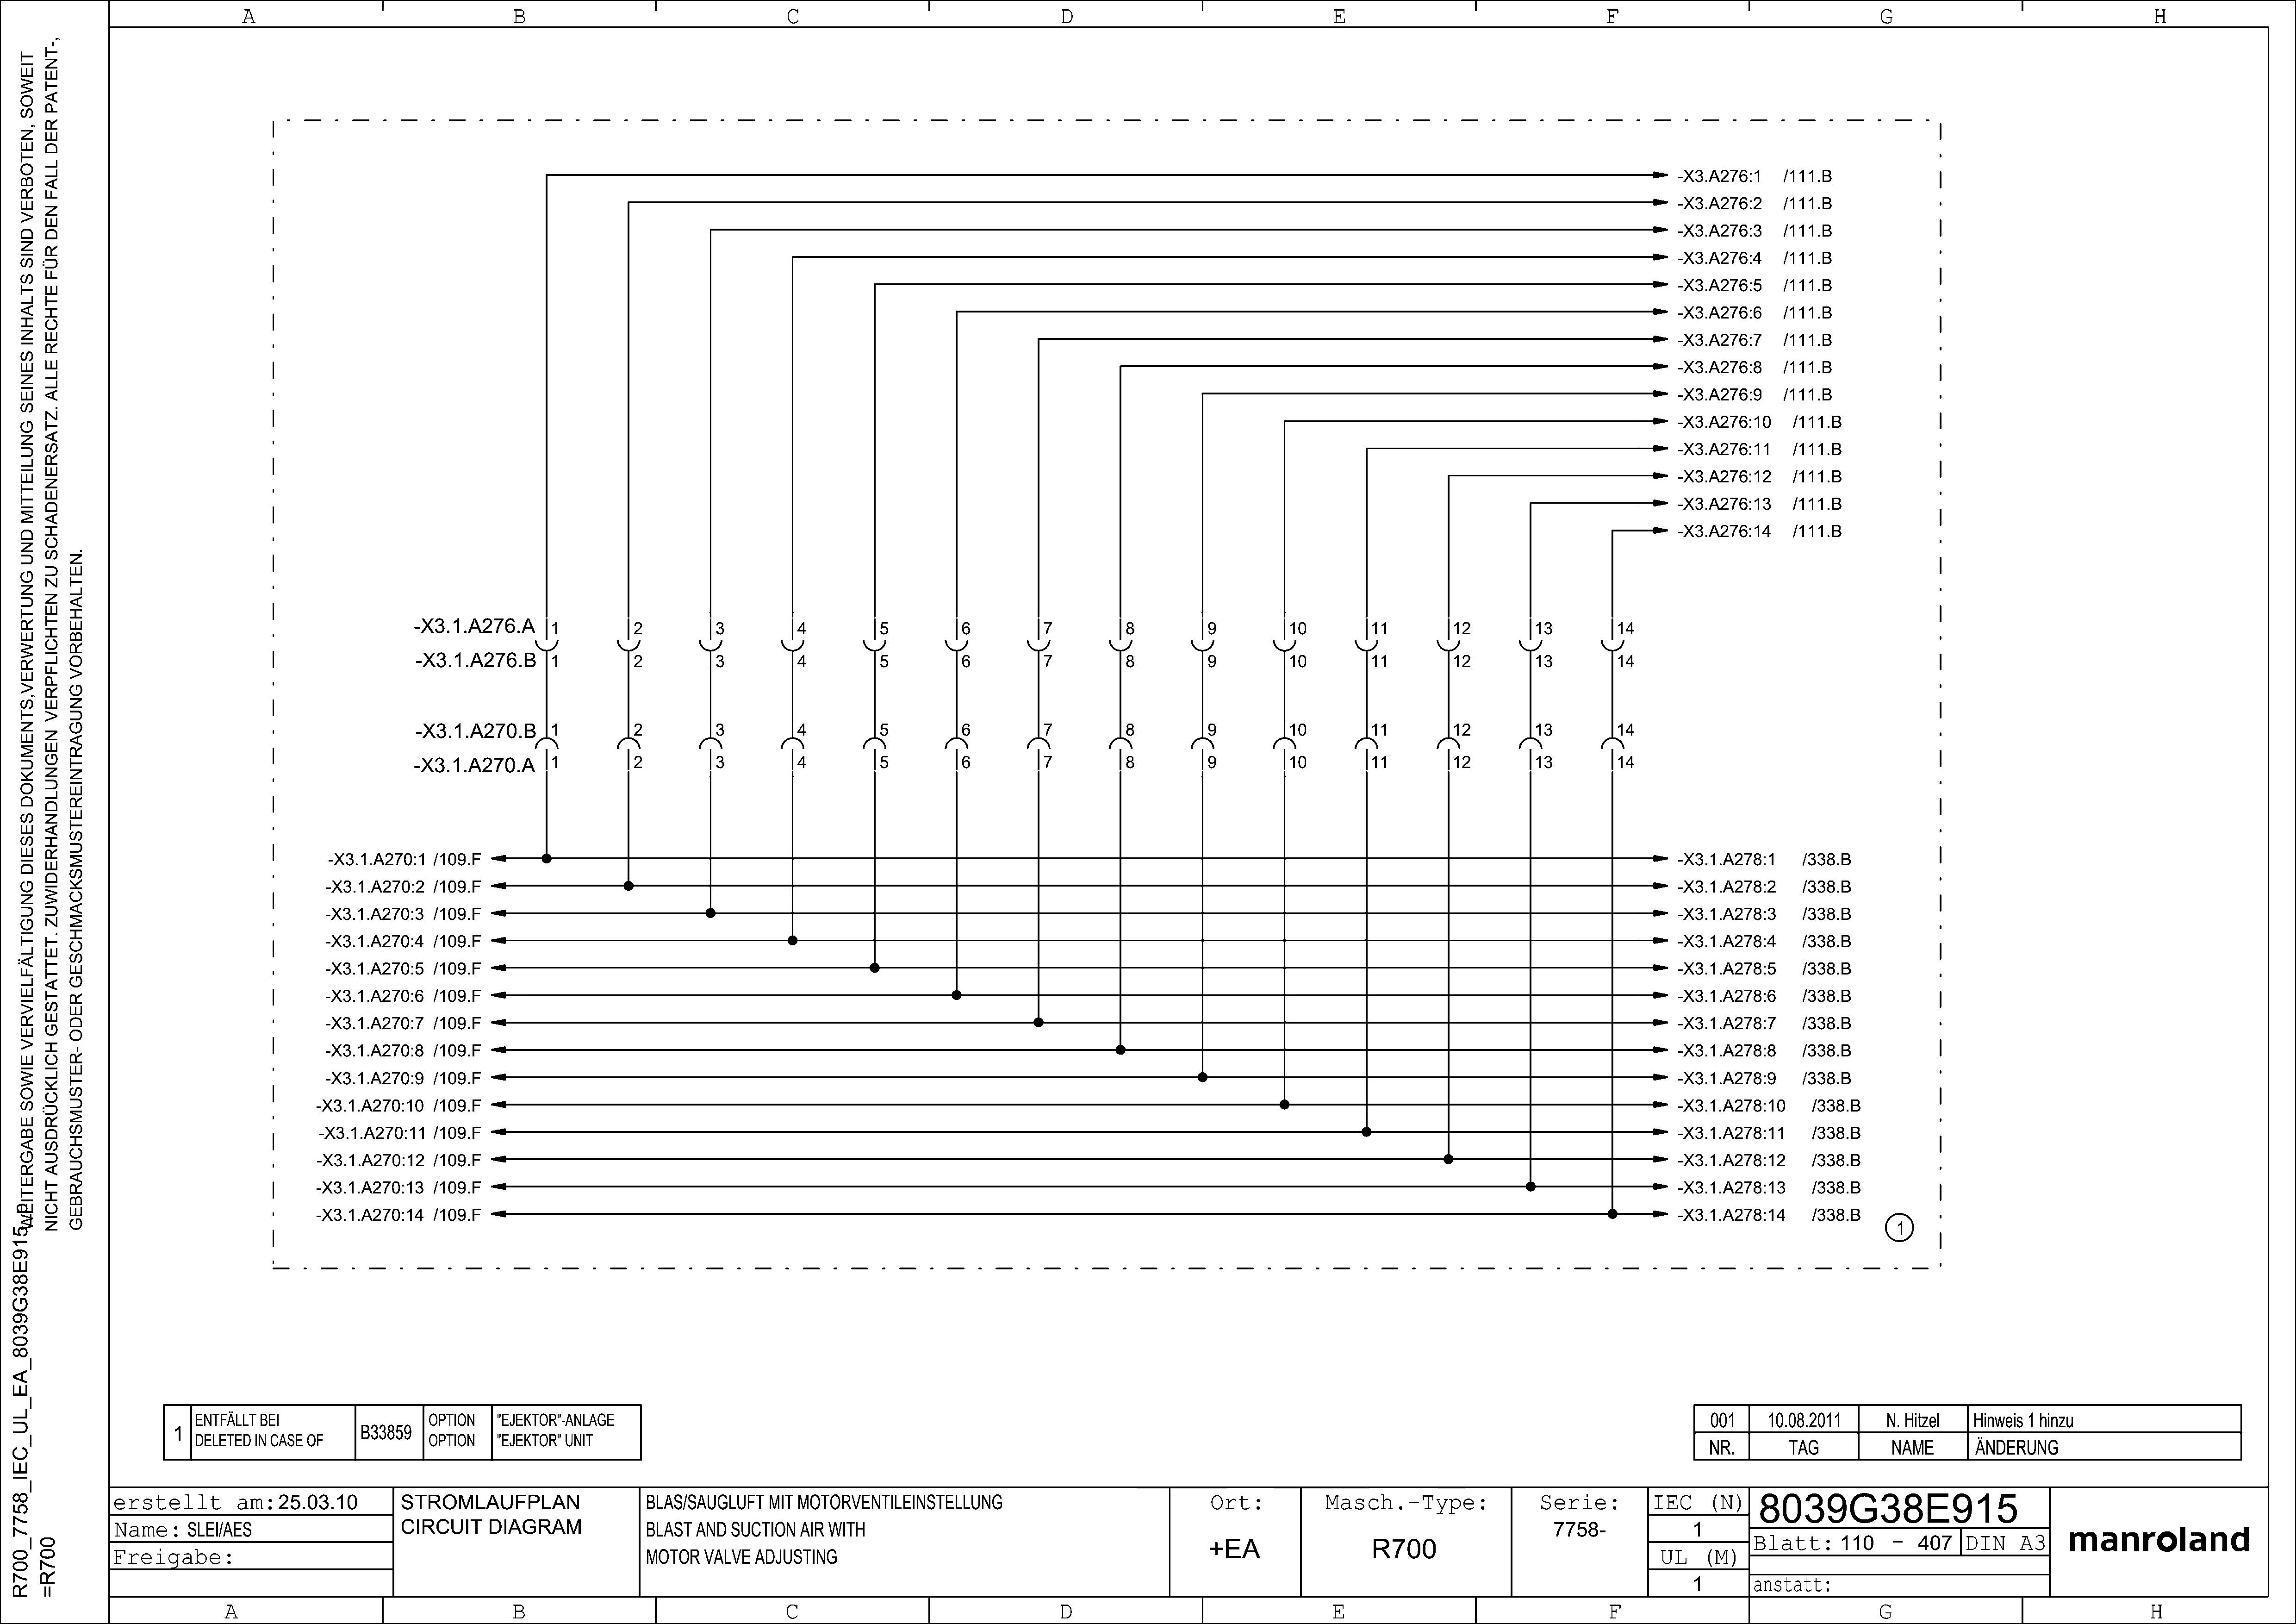 A B C D E F G H
WEITERGABE SOWIE VERVIELFÄLTIGUNG DIESES DOKUMENTS,VERWERTUNG UND MITTEILUNG SEINES INHALTS SIND VERBOTEN, SOWEIT
NICHT AUSDRÜCKLICH GESTATTET. ZUWIDERHANDLUNGEN VERPFLICHTEN ZU SCHADENERSATZ. ALLE RECHTE FÜR DEN FALL DER PATENT-,
GEBRAUCHSMUSTER- ODER GESCHMACKSMUSTEREINTRAGUNG VORBEHALTEN.
=R700
-X3.A276:1 /111.B
-X3.A276:2 /111.B
-X3.A276:3 /111.B
-X3.A276:4 /111.B
-X3.A276:5 /111.B
-X3.A276:6 /111.B
-X3.A276:7 /111.B
-X3.A276:8 /111.B
-X3.A276:9 /111.B
-X3.A276:10 /111.B
-X3.A276:11 /111.B
-X3.A276:12 /111.B
-X3.A276:13 /111.B
-X3.A276:14 /111.B
-X3.1.A276.A 1 2 3 4 5 6 7 8 9 10 11 12 13 14
-X3.1.A276.B 1 2 3 4 5 6 7 8 9 10 11 12 13 14
-X3.1.A270.B 1 2 3 4 5 6 7 8 9 10 11 12 13 14
-X3.1.A270.A 1 2 3 4 5 6 7 8 9 10 11 12 13 14
-X3.1.A270:1 /109.F -X3.1.A278:1 /338.B
-X3.1.A270:2 /109.F -X3.1.A278:2 /338.B
-X3.1.A270:3 /109.F -X3.1.A278:3 /338.B
-X3.1.A270:4 /109.F -X3.1.A278:4 /338.B
-X3.1.A270:5 /109.F -X3.1.A278:5 /338.B
-X3.1.A270:6 /109.F -X3.1.A278:6 /338.B
-X3.1.A270:7 /109.F -X3.1.A278:7 /338.B
-X3.1.A270:8 /109.F -X3.1.A278:8 /338.B
-X3.1.A270:9 /109.F -X3.1.A278:9 /338.B
-X3.1.A270:10 /109.F -X3.1.A278:10 /338.B
-X3.1.A270:11 /109.F -X3.1.A278:11 /338.B
-X3.1.A270:12 /109.F -X3.1.A278:12 /338.B
-X3.1.A270:13 /109.F -X3.1.A278:13 /338.B
-X3.1.A270:14 /109.F -X3.1.A278:14 /338.B
1
1 ENTFÄLLT BEI B33859 OPTION "EJEKTOR"-ANLAGE
DELETED IN CASE OF OPTION "EJEKTOR" UNIT
001 10.08.2011 N. Hitzel Hinweis 1 hinzu
NR. TAG NAME ÄNDERUNG
erstellt am: 25.03.10
Name: SLEI/AES
Freigabe:
STROMLAUFPLAN
CIRCUIT DIAGRAM
BLAS/SAUGLUFT MIT MOTORVENTILEINSTELLUNG
BLAST AND SUCTION AIR WITH
MOTOR VALVE ADJUSTING
Ort:
+EA
Masch.-Type:
R700
Serie:
7758-
IEC (N)
1
UL (M)
1
8039G38E915
Blatt: 110 - 407 DIN A3
anstatt:
manroland
A B C D E F G H